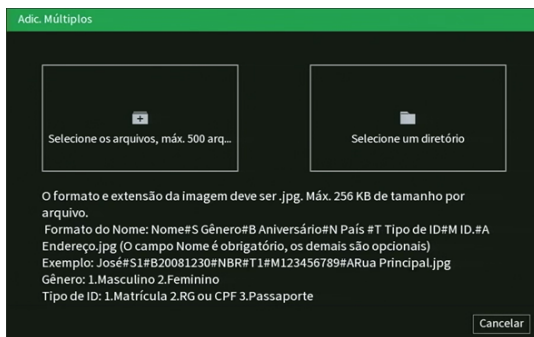 Adic. Múltiplos
Selecione os arquivos, máx. 500 arq...
Selecione um diretório
O formato e extensão da imagem deve ser .jpg. Máx. 256 KB de tamanho por
arquivo.
Formato do Nome: Nome#S Gênero#B Aniversário#N País #T Tipo de ID#M ID.#A
Endereço.jpg (O campo Nome é obrigatório, os demais são opcionais)
Exemplo: José#S1#B20081230#NBR#T1#M123456789#ARua Principal.jpg
Gênero: 1.Masculino 2.Feminino
Tipo de ID: 1.Matrícula 2.RG ou CPF 3.Passaporte
Cancelar